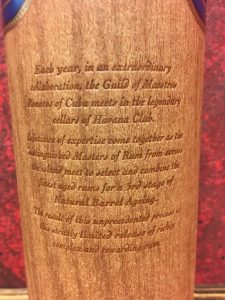 Each year, in an extraordinary
collaboration, the Guild of Maestros
Roneros of Cuba meets in the legendary
cellars of Havana Club.
of expertise come together as the
distinguished Masters of Rum from across
the island meet to select and combine the
finest aged rums for a 3rd stage of
Natural Barrel Ageing.
The result of this unprecedented process is
this strictly limited release of richly
complex and rewarding rum.